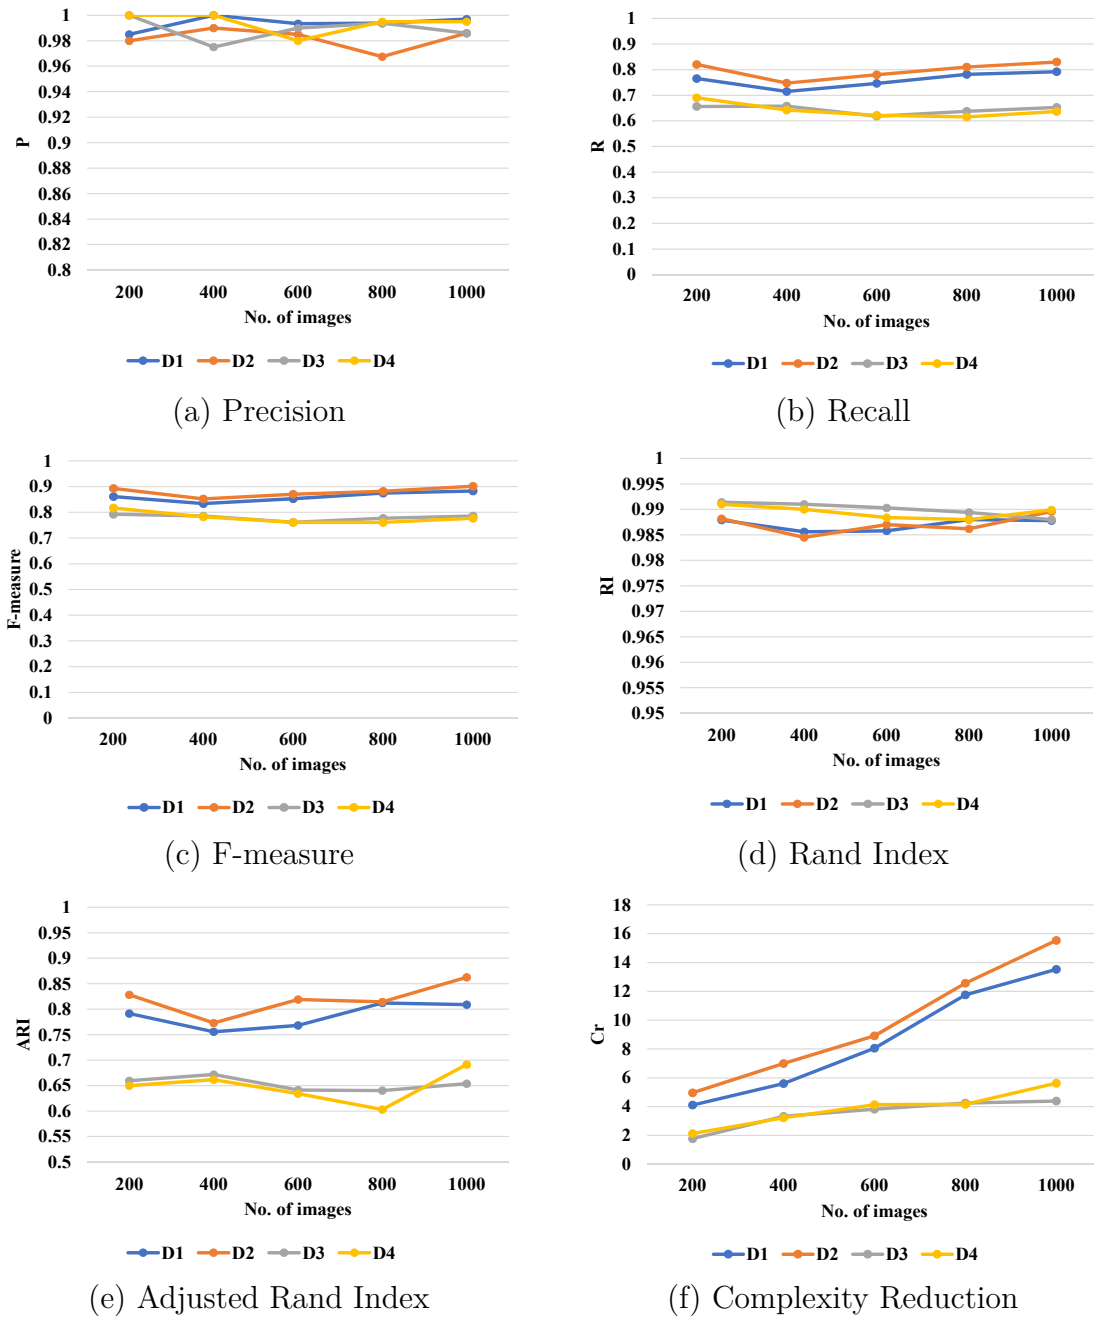 1
0.98
0.96
0.94
0.92
0.9
0.88
0.86
0.84
0.82
0.8
P
200 400 600 800 1000
No. of images
D1 D2 D3 D4
(a) Precision
1
0.9
0.8
0.7
0.6
0.5
0.4
0.3
0.2
0.1
0
R
200 400 600 800 1000
No. of images
D1 D2 D3 D4
(b) Recall
1
0.9
0.8
0.7
0.6
0.5
0.4
0.3
0.2
0.1
0
F-measure
200 400 600 800 1000
No. of images
D1 D2 D3 D4
(c) F-measure
1
0.995
0.99
0.985
0.98
0.975
0.97
0.965
0.96
0.955
0.95
RI
200 400 600 800 1000
No. of images
D1 D2 D3 D4
(d) Rand Index
1
0.95
0.9
0.85
0.8
0.75
0.7
0.65
0.6
0.55
0.5
ARI
200 400 600 800 1000
No. of images
D1 D2 D3 D4
(e) Adjusted Rand Index
18
16
14
12
10
8
6
4
2
0
Cr
200 400 600 800 1000
No. of images
D1 D2 D3 D4
(f) Complexity Reduction